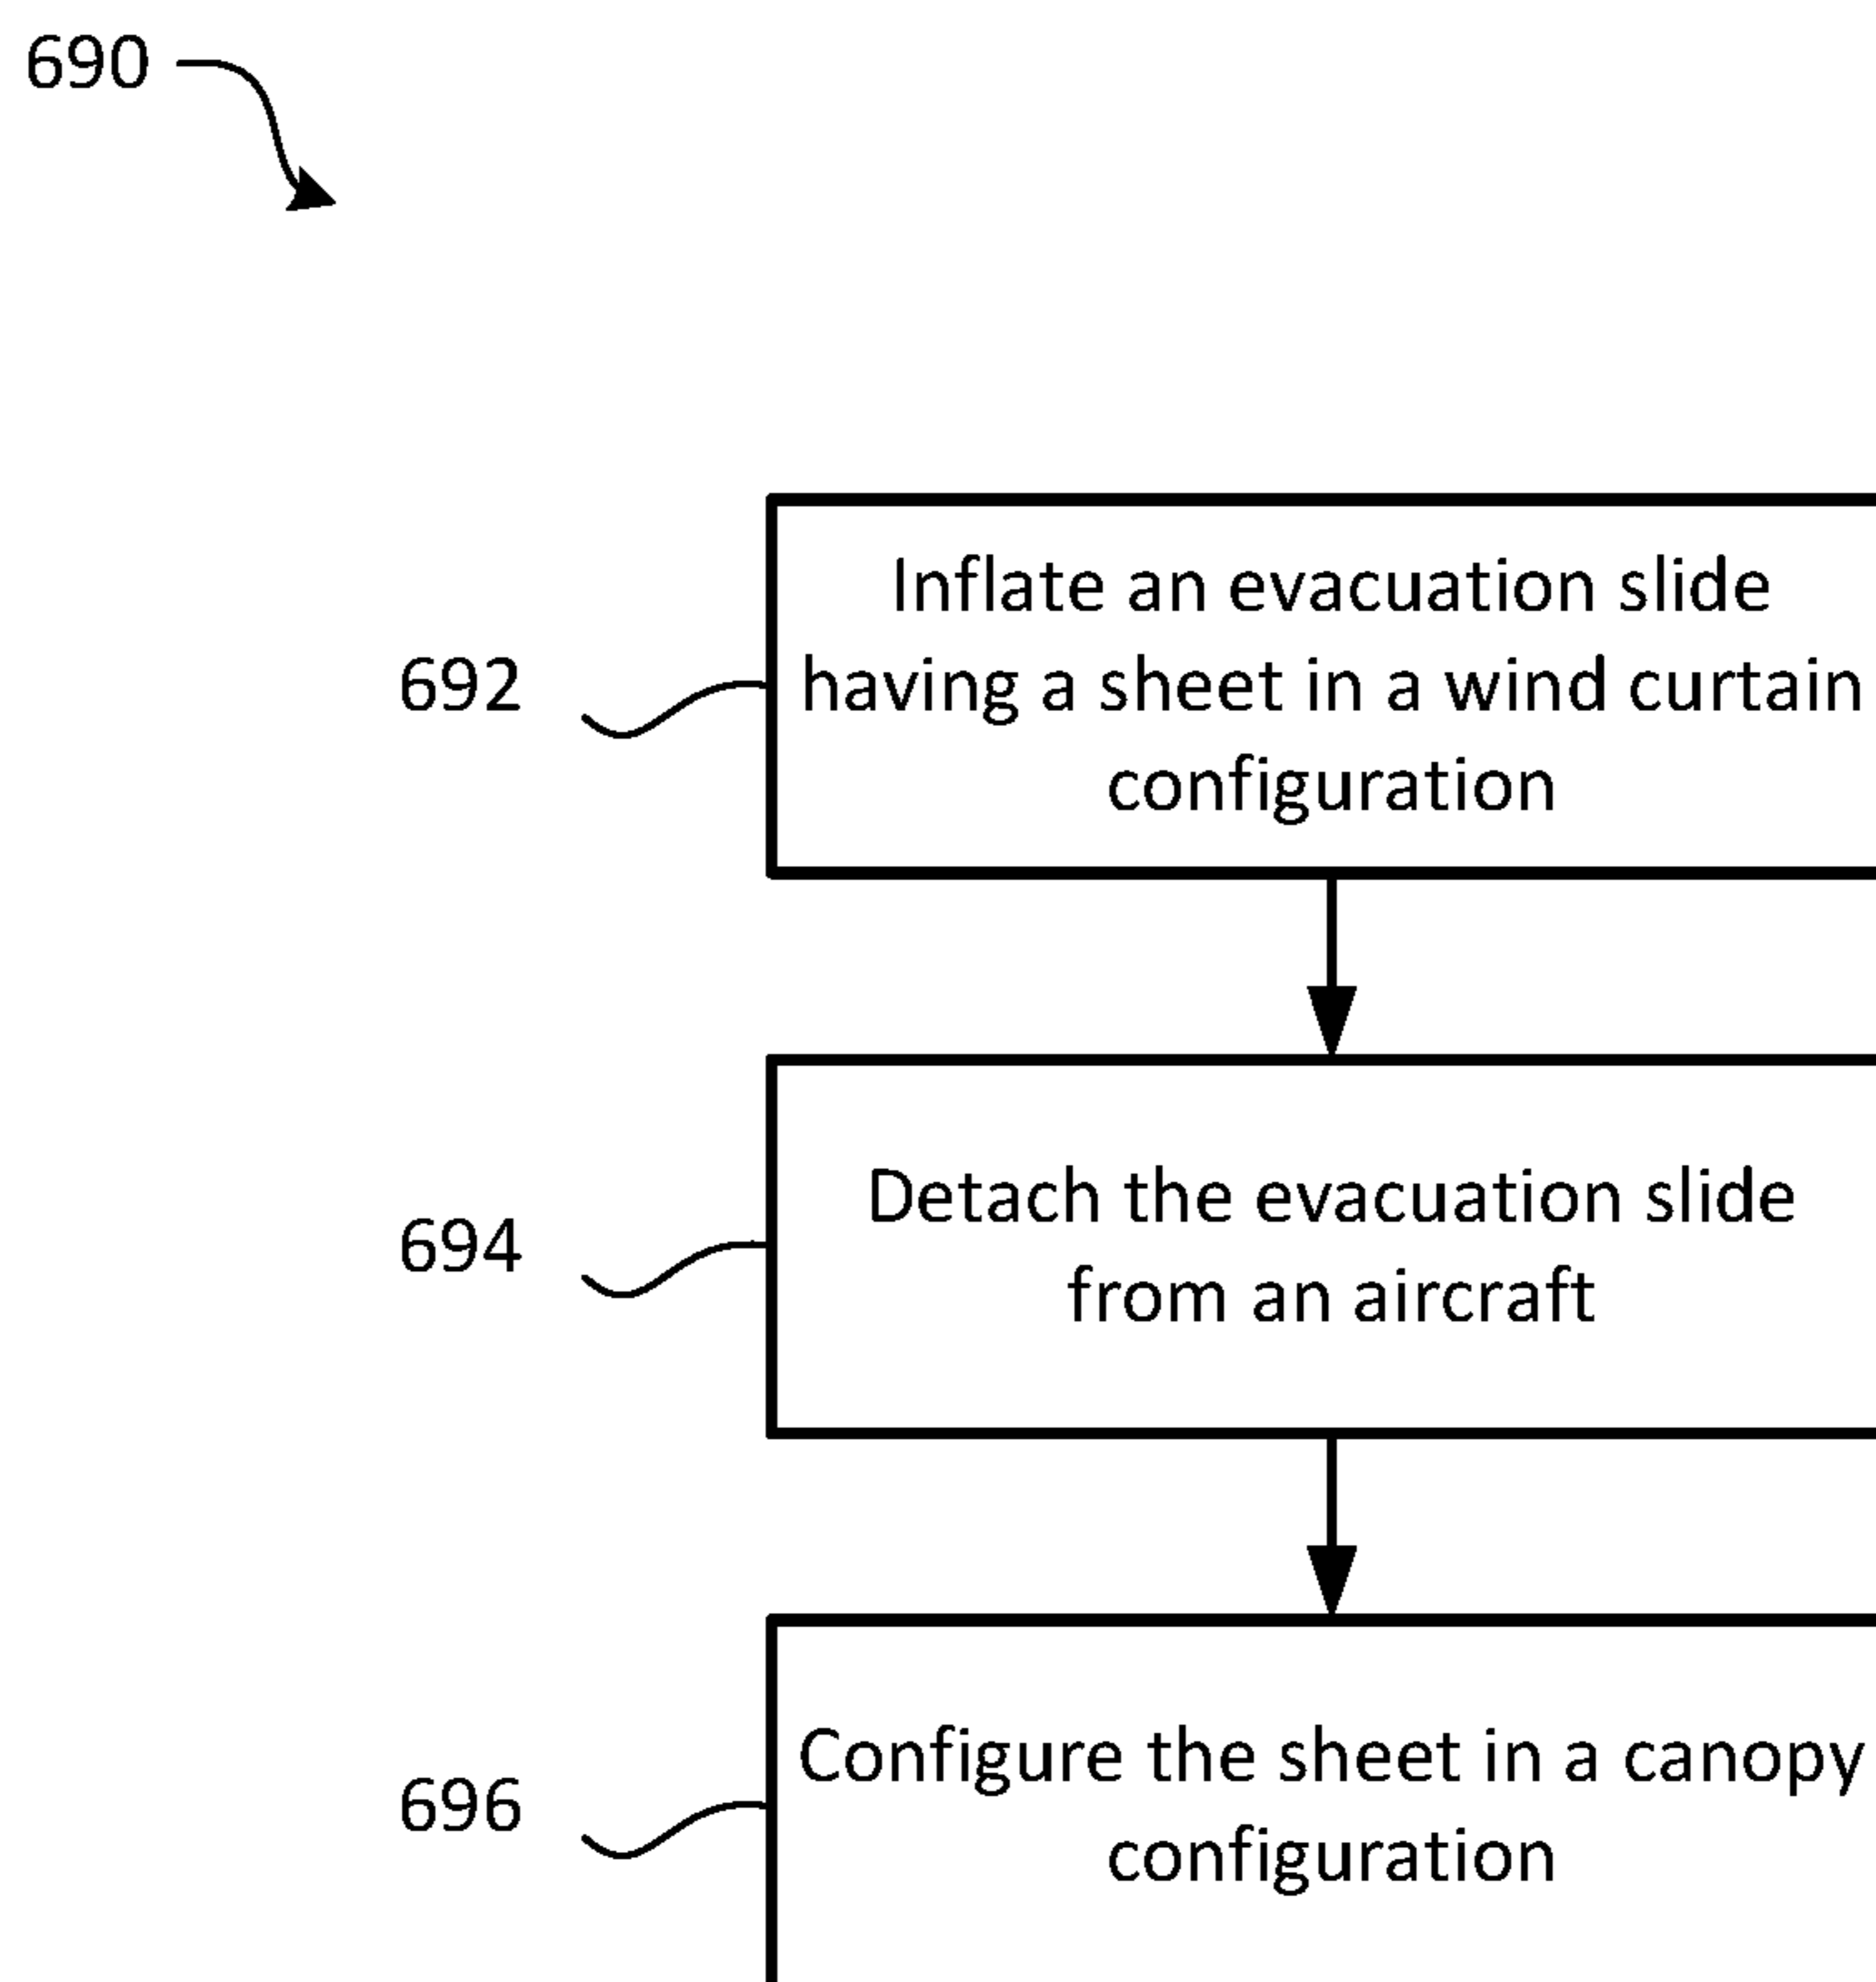 690
692
Inflate an evacuation slide
having a sheet in a wind curtain
configuration
694
Detach the evacuation slide
from an aircraft
696
Configure the sheet in a canopy
configuration